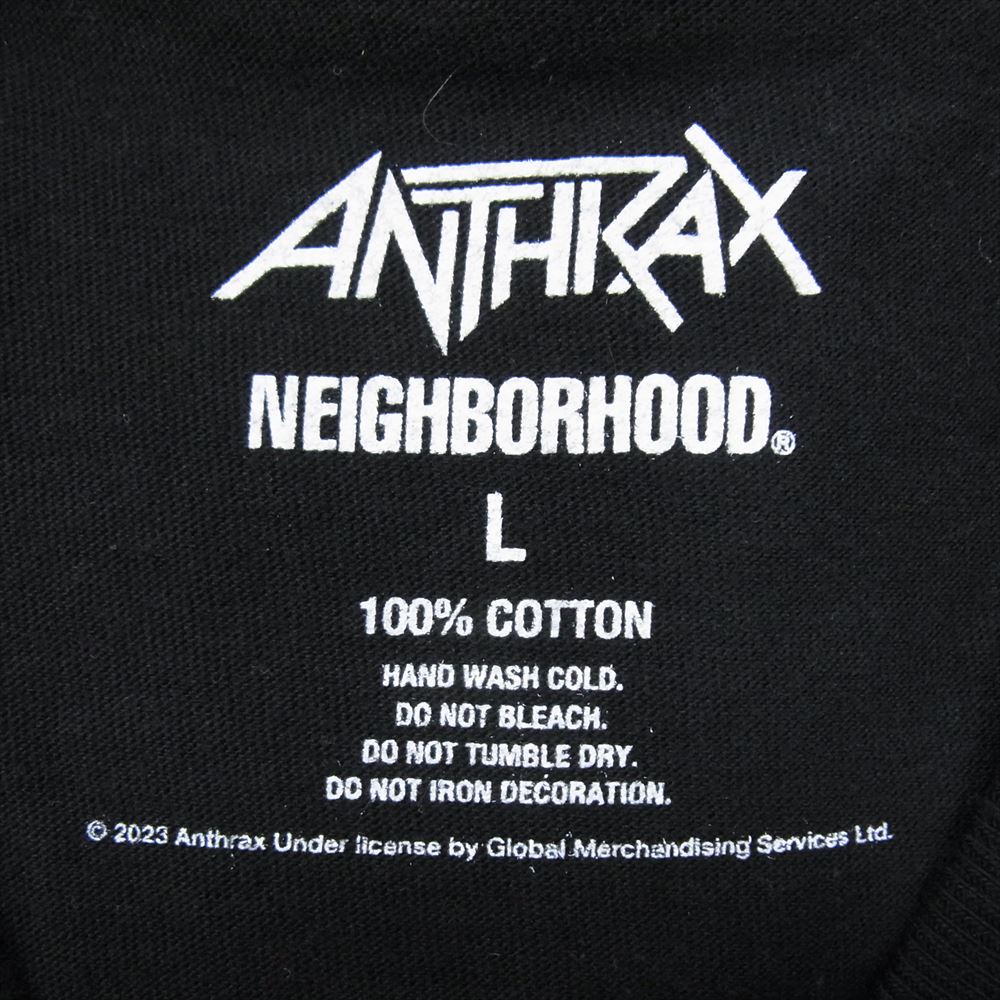 ANTHRAX
NEIGHBORHOOD®
L
100% COTTON
HAND WASH COLD.
DO NOT BLEACH.
DO NOT TUMBLE DRY.
DO NOT IRON DECORATION.
© 2023 Anthrax Under license by Global Merchandising Services Ltd.